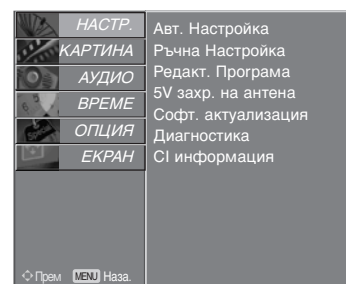 НАСТР.
КАРТИНА
АУДИО
ВРЕМЕ
ОПЦИЯ
ЕКРАН
Авт. Настройка
Ръчна Настройка
Редакт. Програма
5V захр. на антена
Софт. актуализация
Диагностика
CI информация
Прем MENU Наза.